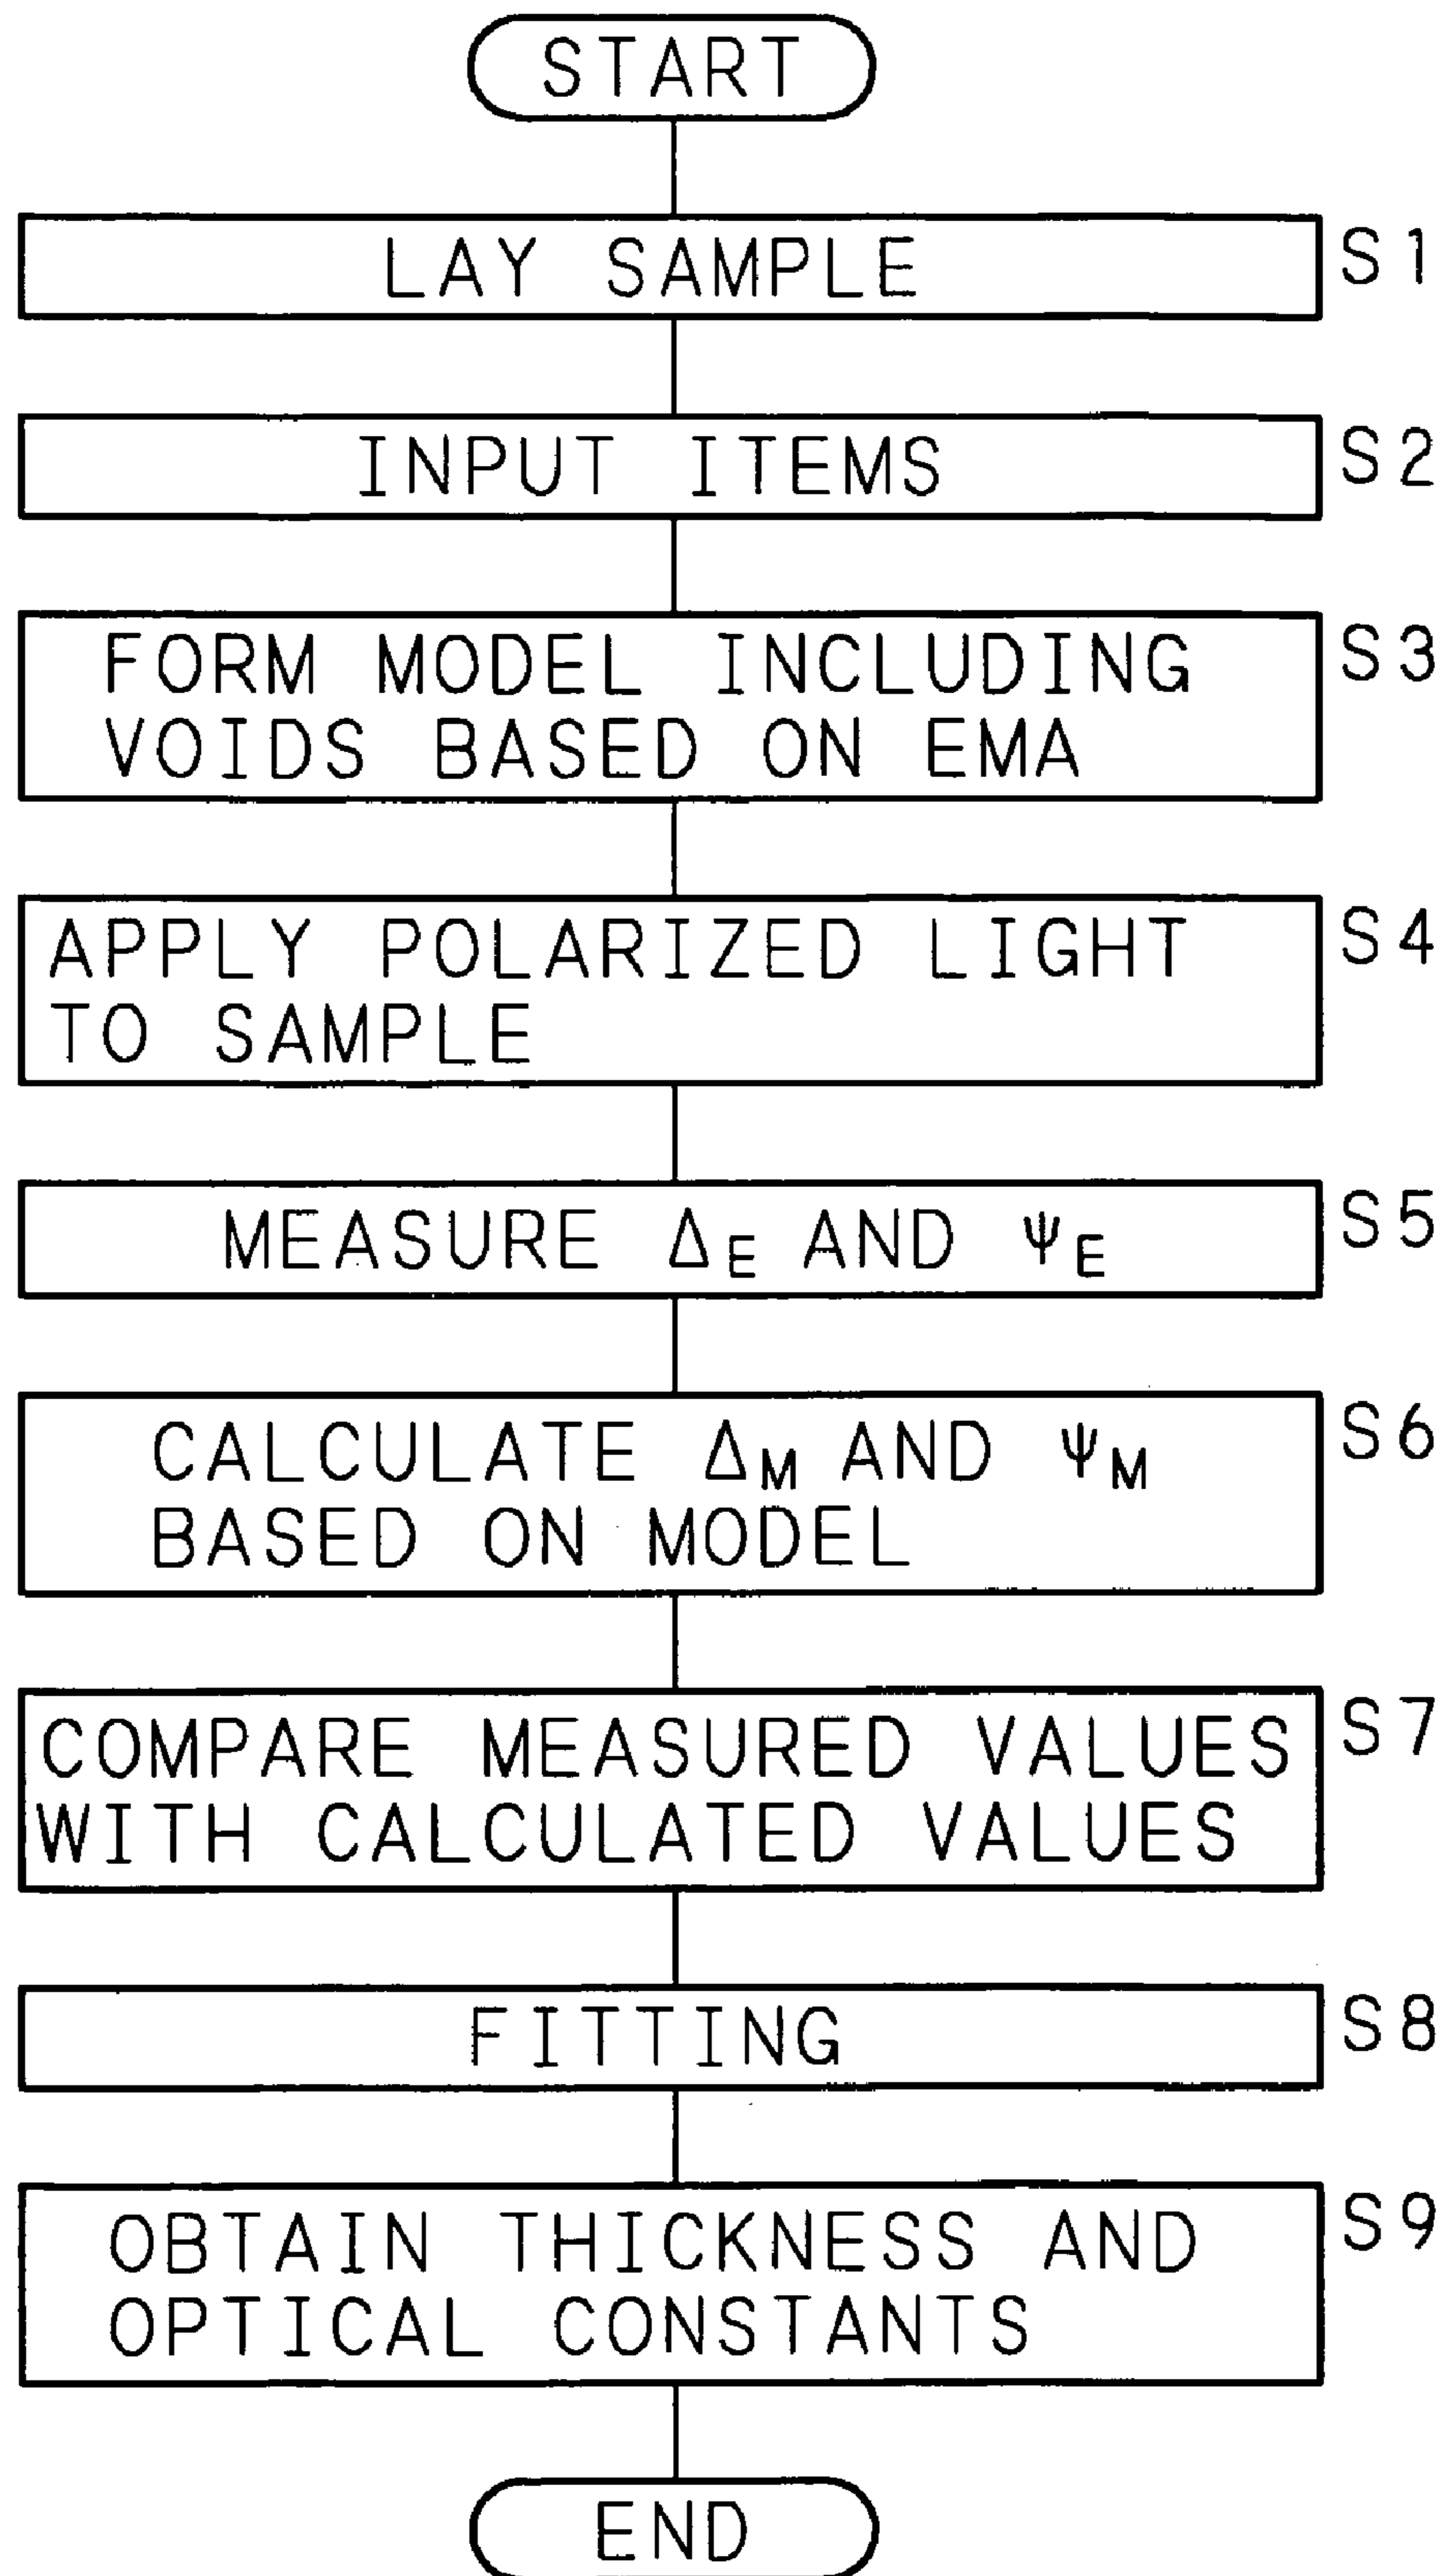 START
LAY SAMPLE
S1
INPUT ITEMS
S2
FORM MODEL INCLUDING
VOIDS BASED ON EMA
S3
APPLY POLARIZED LIGHT
TO SAMPLE
S4
MEASURE ΔE AND ψE
S5
CALCULATE ΔM AND ψM
BASED ON MODEL
S6
COMPARE MEASURED VALUES
WITH CALCULATED VALUES
S7
FITTING
S8
OBTAIN THICKNESS AND
OPTICAL CONSTANTS
S9
END